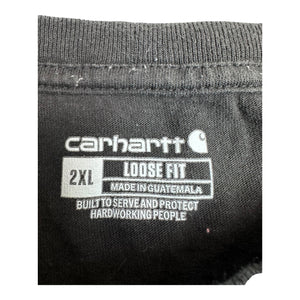 carhartt
2XL
LOOSE FIT
MADE IN GUATEMALA
BUILT TO SERVE AND PROTECT
HARDWORKING PEOPLE